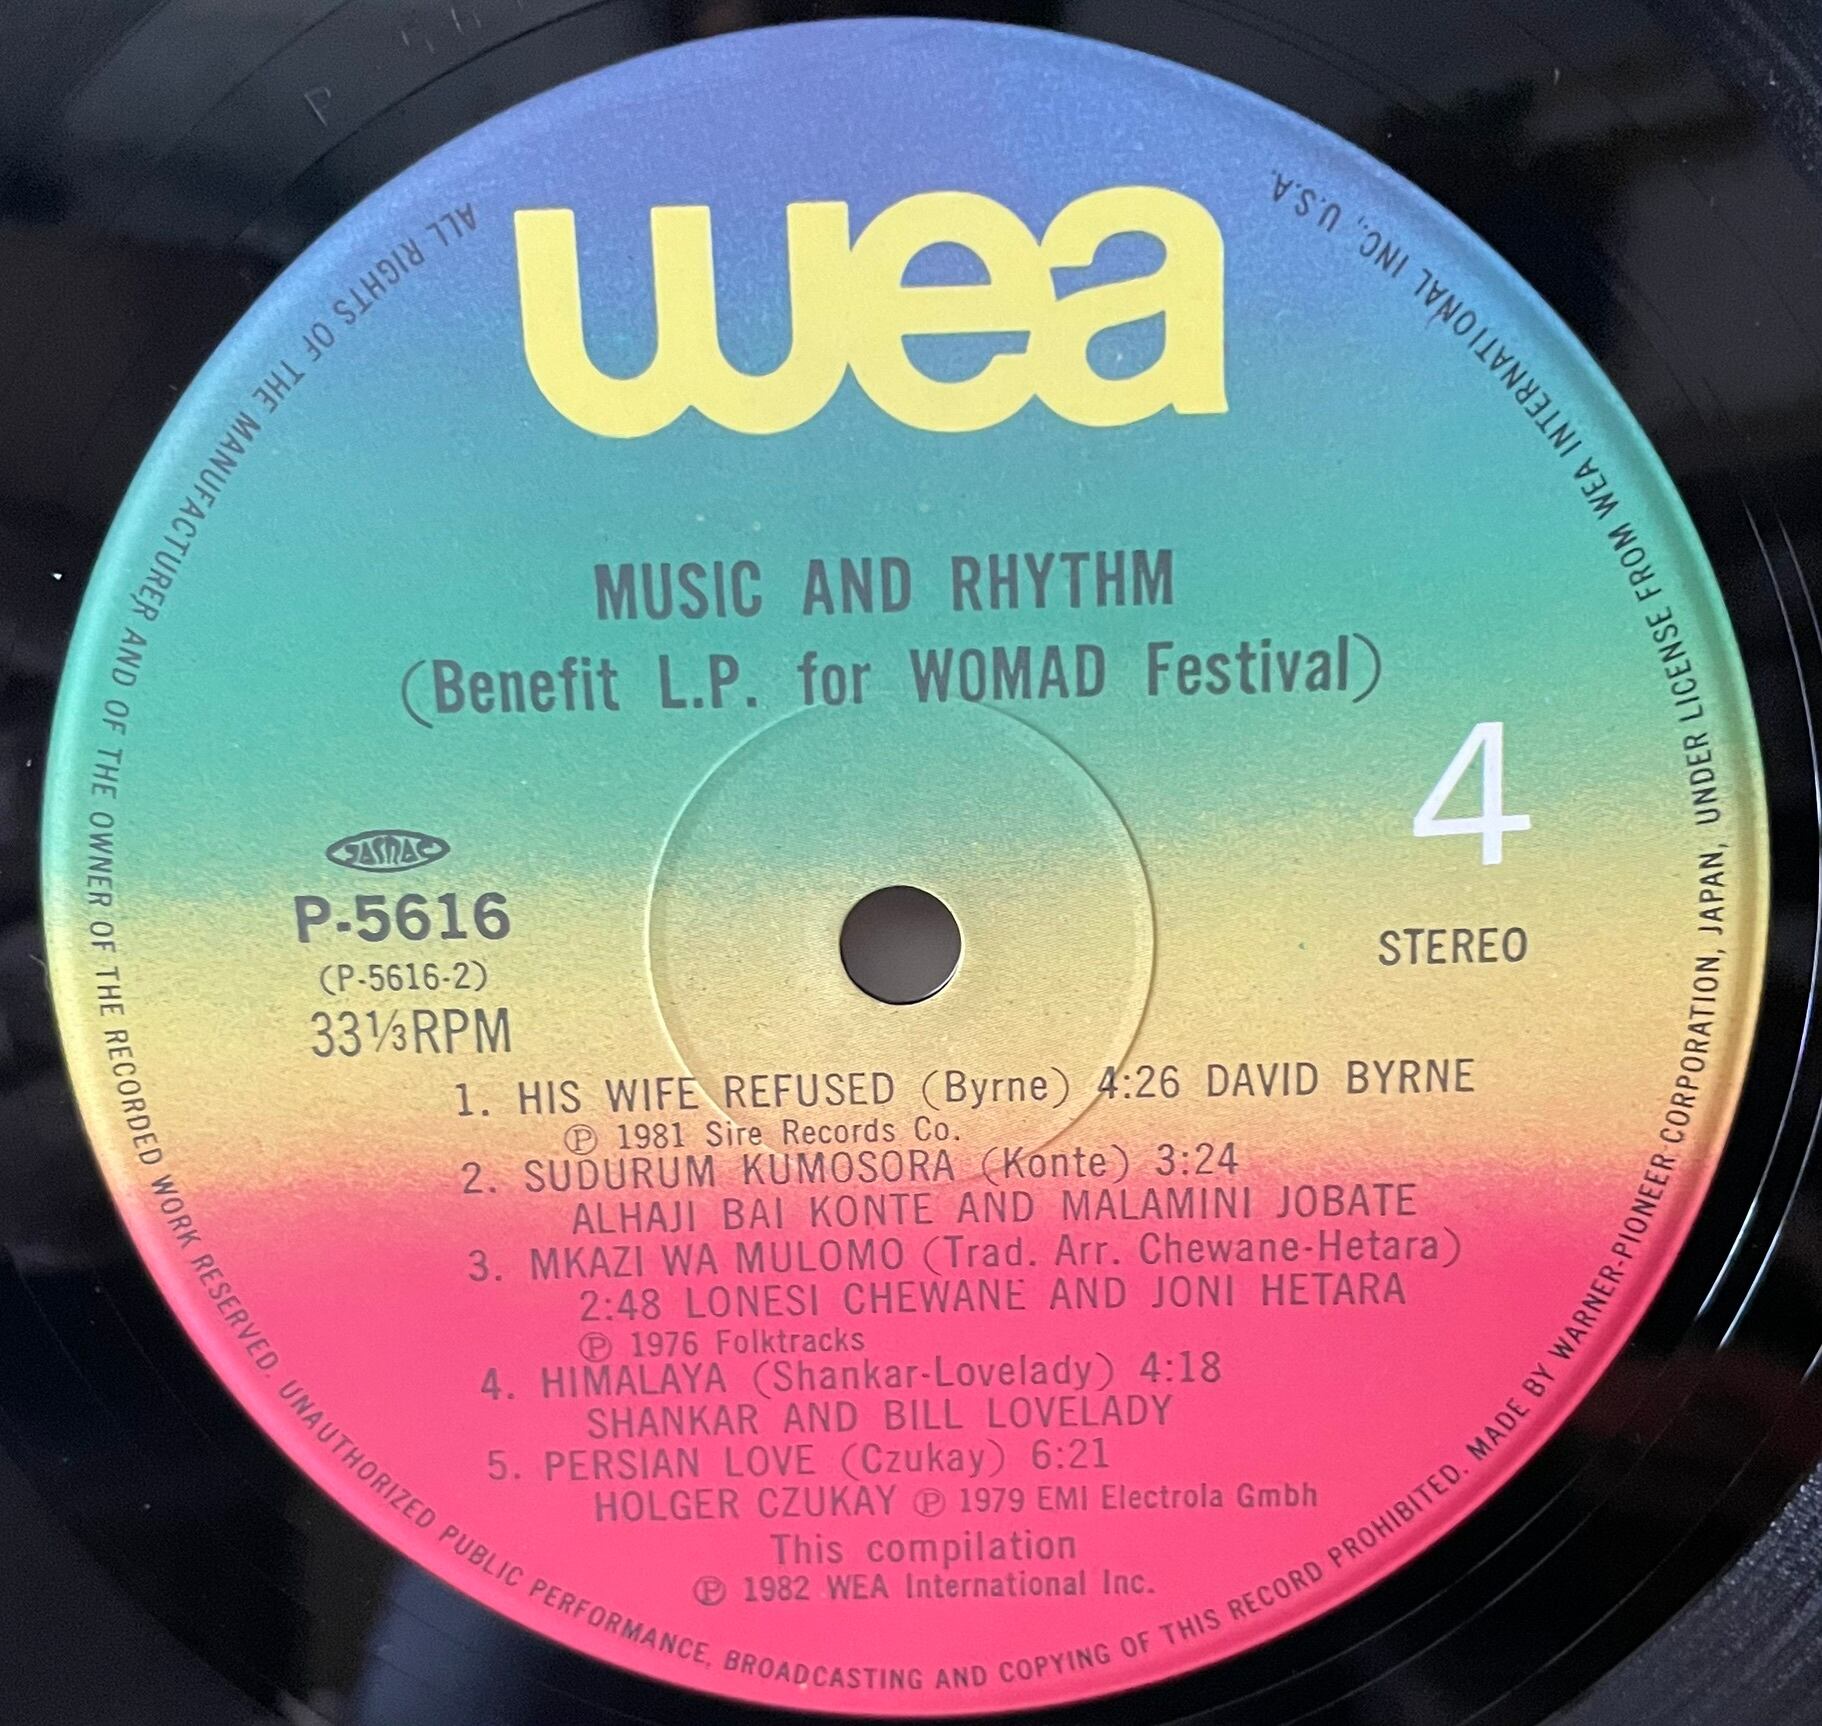 wea
MUSIC AND RHYTHM
(Benefit L.P. for WOMAD Festival)
4
JASRAC
P-5616
(P-5616-2)
33⅓RPM
STEREO
1. HIS WIFE REFUSED (Byrne) 4:26 DAVID BYRNE
Ⓟ 1981 Sire Records Co.
2. SUDURUM KUMOSORA (Konte) 3:24
ALHAJI BAI KONTE AND MALAMINI JOBATE
3. MKAZI WA MULOMO (Trad. Arr. Chewane-Hetara)
2:48 LONESI CHEWANE AND JONI HETARA
Ⓟ 1976 Folktracks
4. HIMALAYA (Shankar-Lovelady) 4:18
SHANKAR AND BILL LOVELADY
5. PERSIAN LOVE (Czukay) 6:21
HOLGER CZUKAY Ⓟ 1979 EMI Electrola Gmbh
This compilation
Ⓟ 1982 WEA International Inc.
ALL RIGHTS OF THE MANUFACTURER AND OF THE OWNER OF THE RECORDED WORK RESERVED. UNAUTHORIZED PUBLIC PERFORMANCE, BROADCASTING AND COPYING OF THIS RECORD PROHIBITED. MADE BY WARNER-PIONEER CORPORATION, JAPAN, UNDER LICENSE FROM WEA INTERNATIONAL INC., U.S.A.